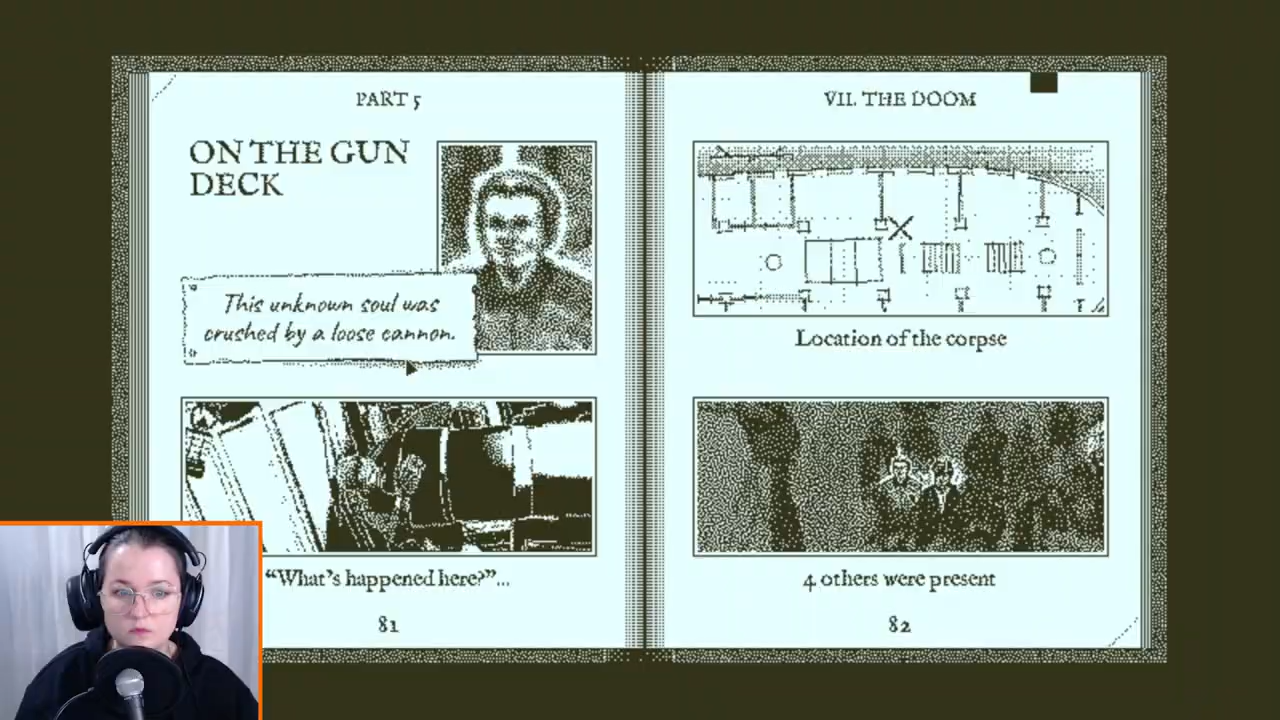 PART 5
ON THE GUN
DECK
This unknown soul was
crushed by a loose cannon.
"What's happened here?"...
81
VII. THE DOOM
Location of the corpse
4 others were present
82